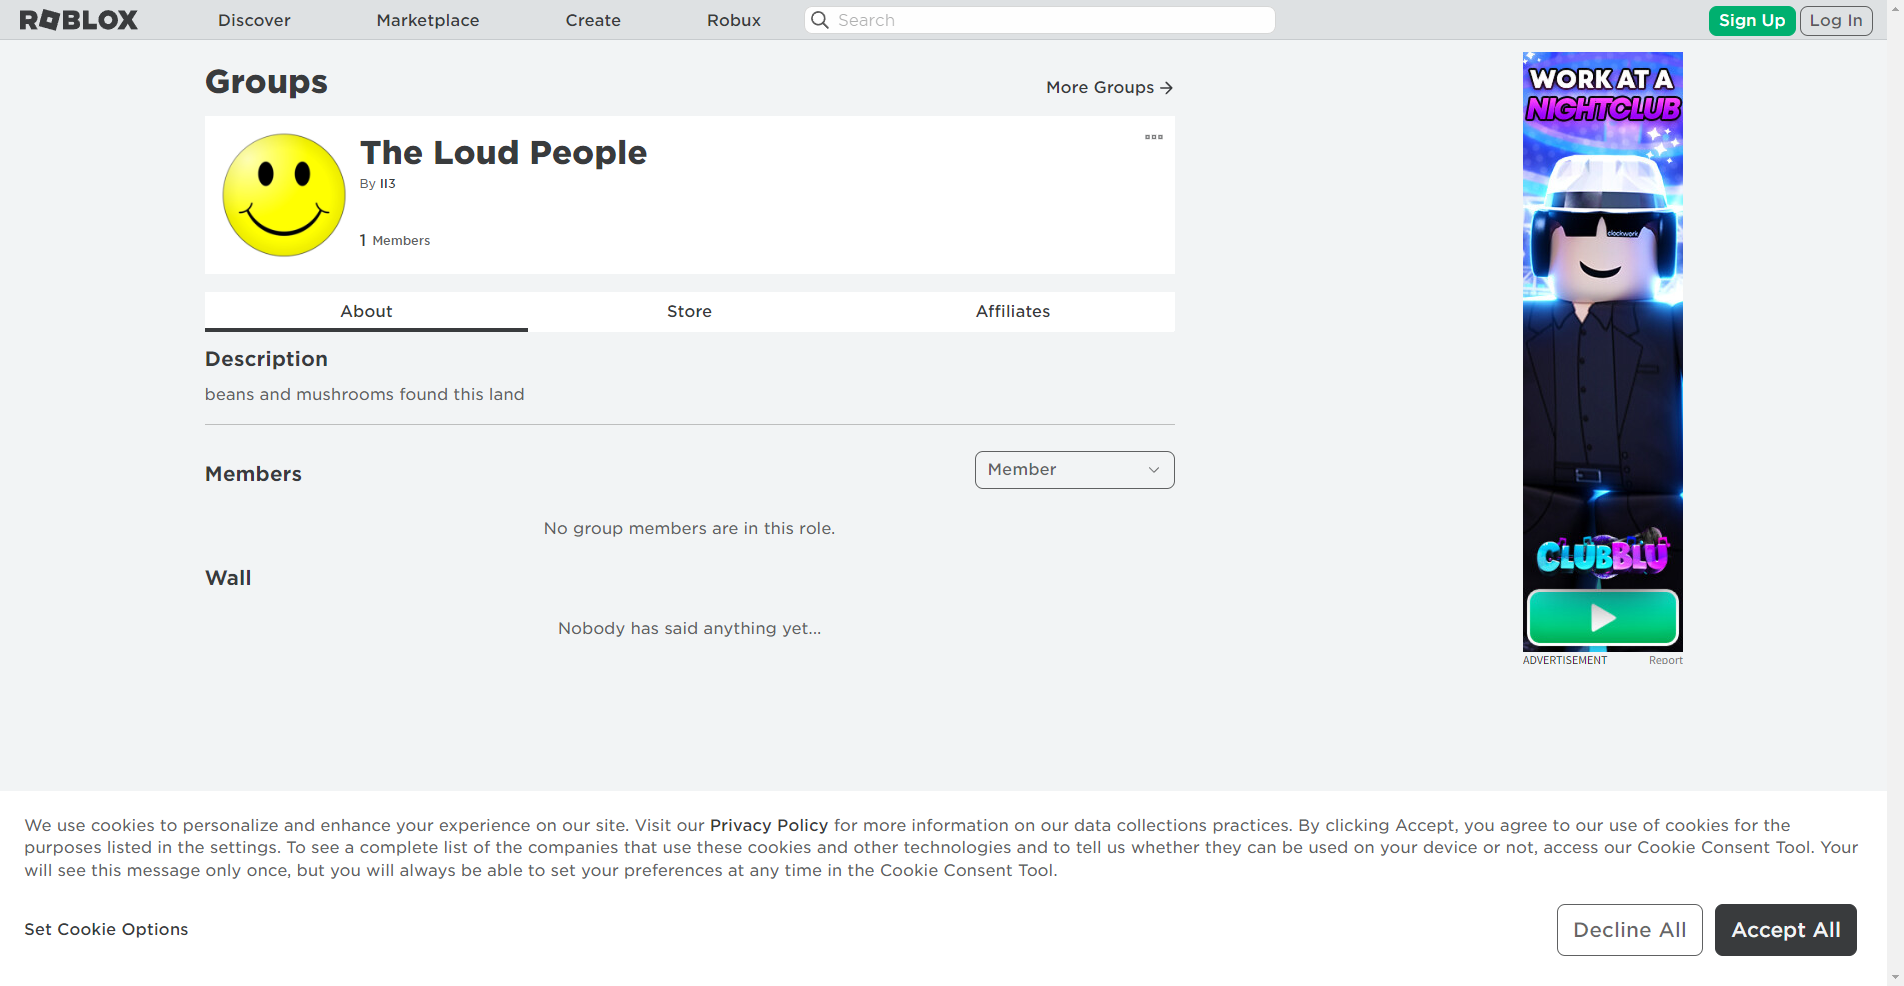 ROBLOX Discover Marketplace Create Robux Search Sign Up Log In
Groups
More Groups
The Loud People
By II3
1 Members
About Store Affiliates
Description
beans and mushrooms found this land
Members
Member
No group members are in this role.
Wall
Nobody has said anything yet...
WORK AT A
NIGHTCLUB
clockwork
CLUBBLU
ADVERTISEMENT Report
We use cookies to personalize and enhance your experience on our site. Visit our Privacy Policy for more information on our data collections practices. By clicking Accept, you agree to our use of cookies for the
purposes listed in the settings. To see a complete list of the companies that use these cookies and other technologies and to tell us whether they can be used on your device or not, access our Cookie Consent Tool. Your
will see this message only once, but you will always be able to set your preferences at any time in the Cookie Consent Tool.
Set Cookie Options
Decline All Accept All